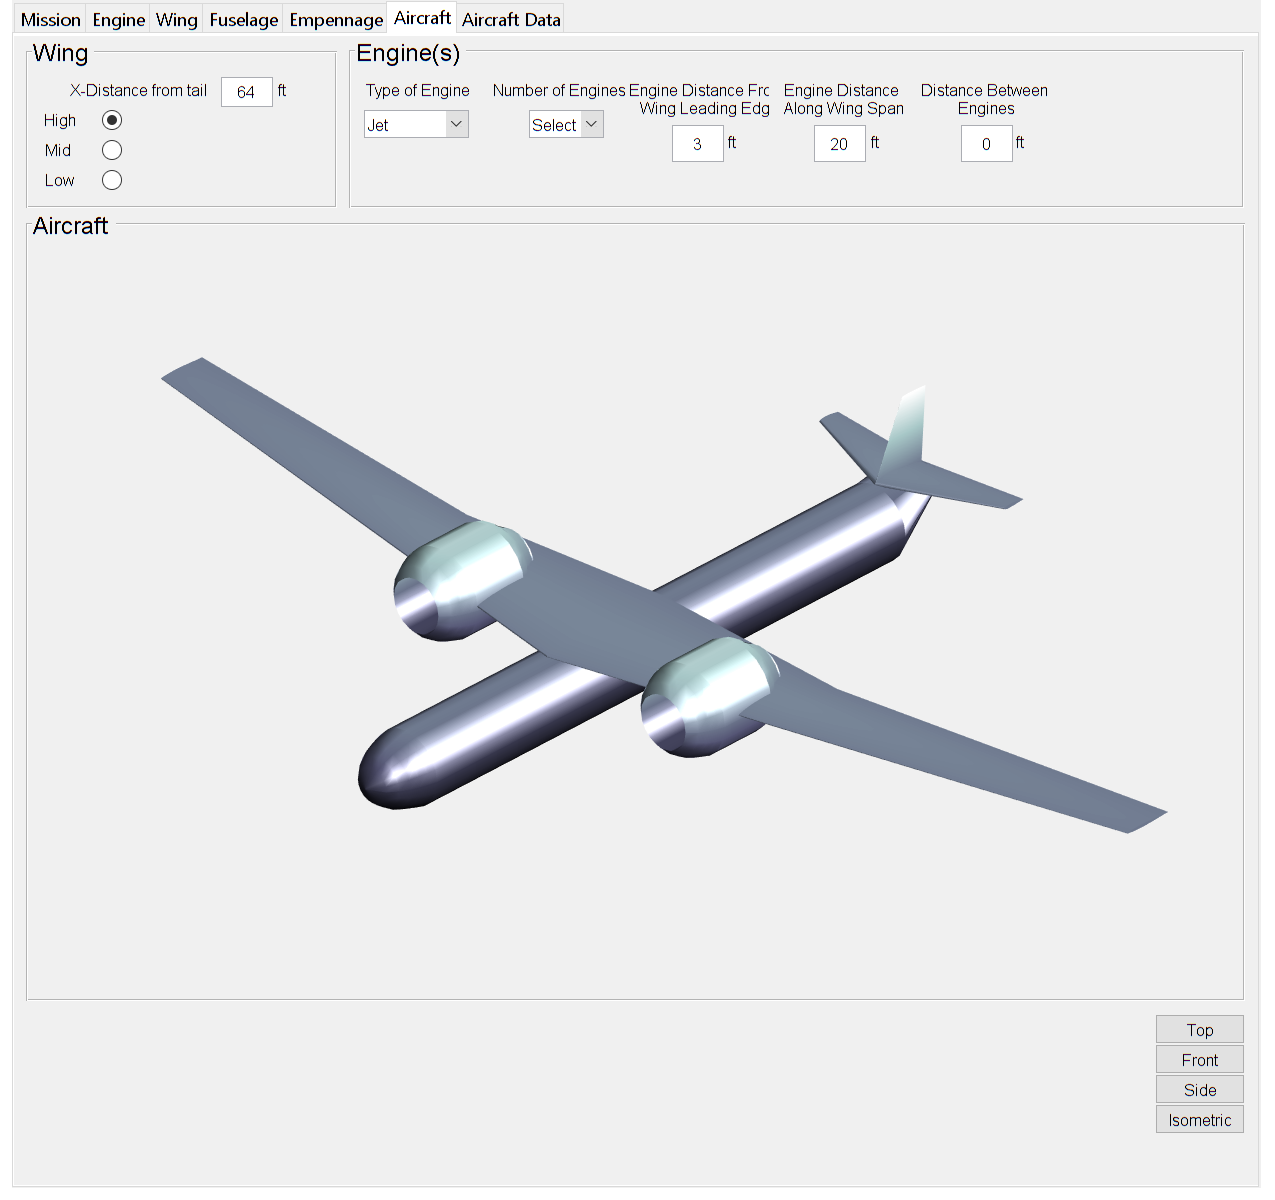 Mission Engine Wing Fuselage Empennage Aircraft Aircraft Data
Wing
X-Distance from tail 64 ft
High
Mid
Low
Engine(s)
Type of Engine
Jet
Number of Engines
Select
Engine Distance Frc
Wing Leading Edg
3 ft
Engine Distance
Along Wing Span
20 ft
Distance Between
Engines
0 ft
Aircraft
Top
Front
Side
Isometric